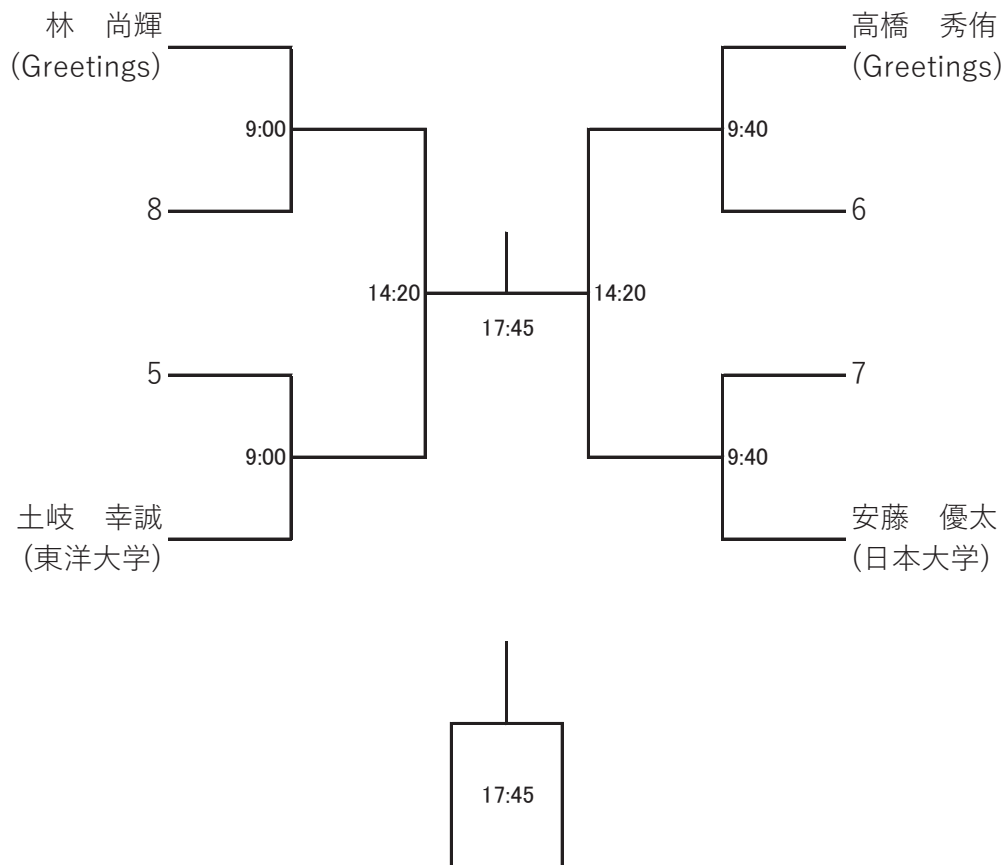 林　尚輝
(Greetings)
高橋　秀侑
(Greetings)
9:00
9:40
8
6
14:20
14:20
17:45
5
7
9:00
9:40
土岐　幸誠
(東洋大学)
安藤　優太
(日本大学)
17:45